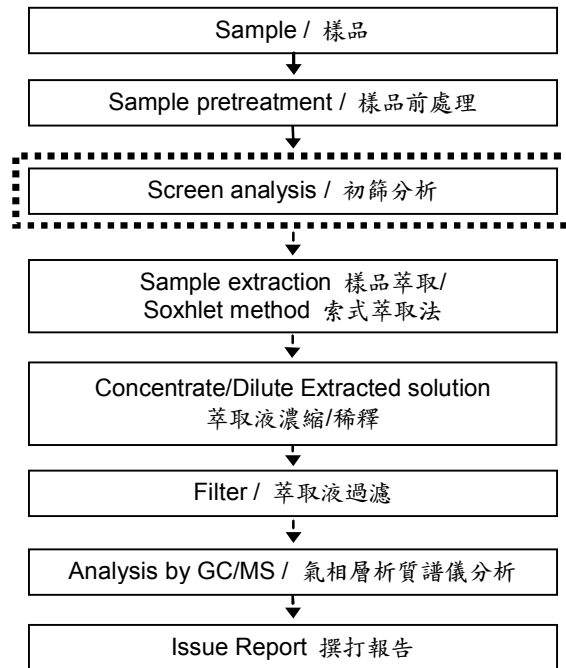 Sample / 樣品
Sample pretreatment / 樣品前處理
Screen analysis / 初篩分析
Sample extraction 樣品萃取/
Soxhlet method 索式萃取法
Concentrate/Dilute Extracted solution
萃取液濃縮/稀釋
Filter / 萃取液過濾
Analysis by GC/MS / 氣相層析質譜儀分析
Issue Report 撰打報告